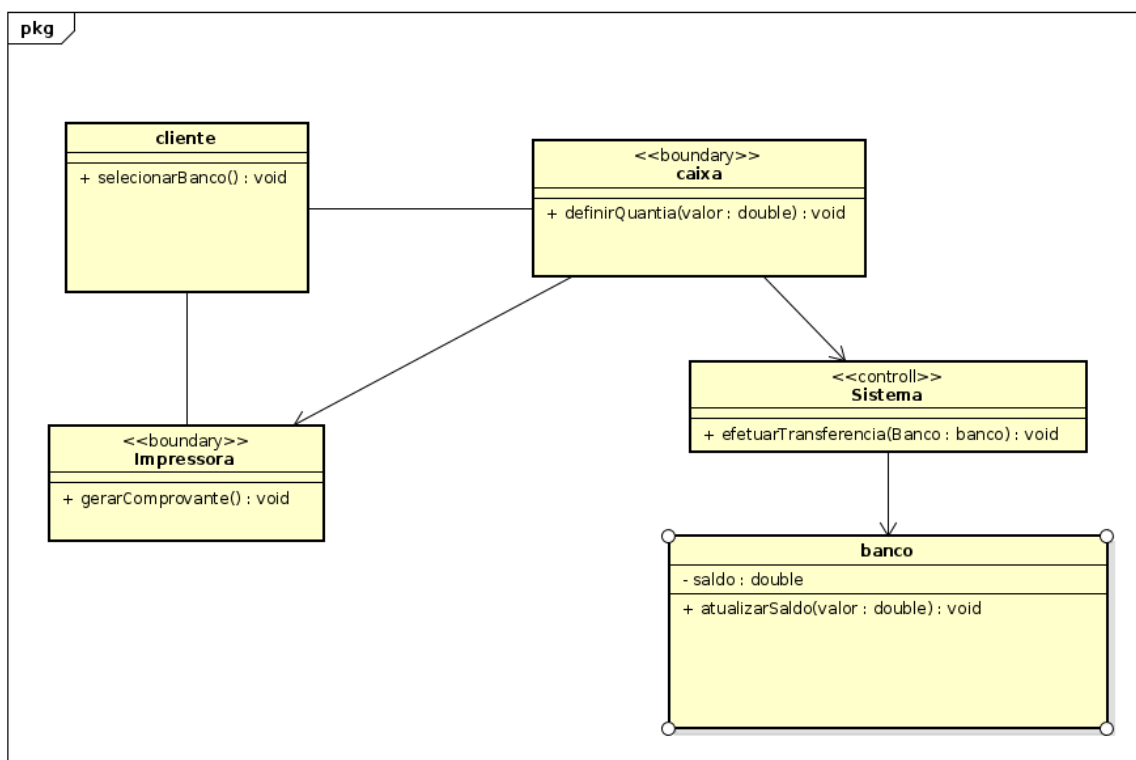 pkg
cliente
+ selecionarBanco() : void
<<boundary>>
caixa
+ definirQuantia(valor : double) : void
<<controll>>
Sistema
+ efetuarTransferencia(Banco : banco) : void
<<boundary>>
Impressora
+ gerarComprovante() : void
banco
- saldo : double
+ atualizarSaldo(valor : double) : void